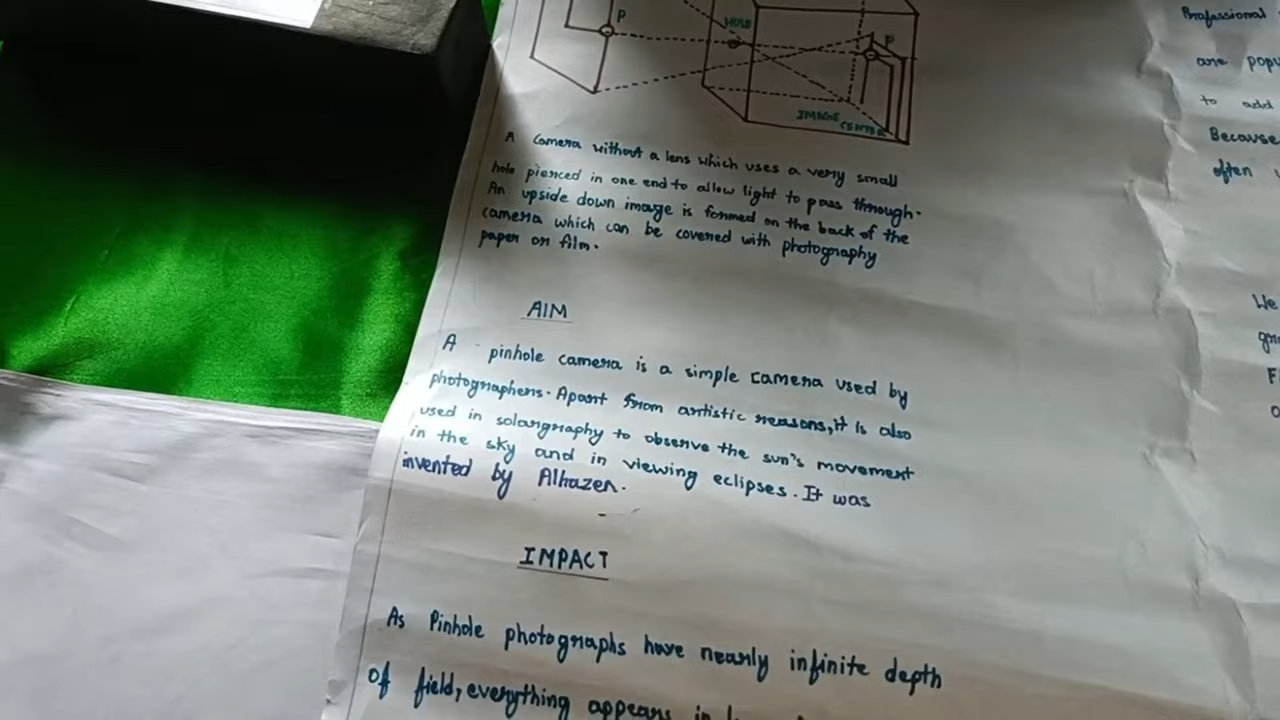 P
HOLE
P
IMAGE
CENTRE
A camera without a lens which uses a very small
hole pierced in one end to allow light to pass through.
An upside down image is formed on the back of the
camera which can be covered with photography
paper or film.
AIM
A pinhole camera is a simple camera used by
photographers. Apart from artistic reasons, it is also
used in solargraphy to observe the sun's movement
in the sky and in viewing eclipses. It was
invented by Alhazen.
IMPACT
As Pinhole photographs have nearly infinite depth
of field, everything appears in
Professional
are
to add
Because
often
We